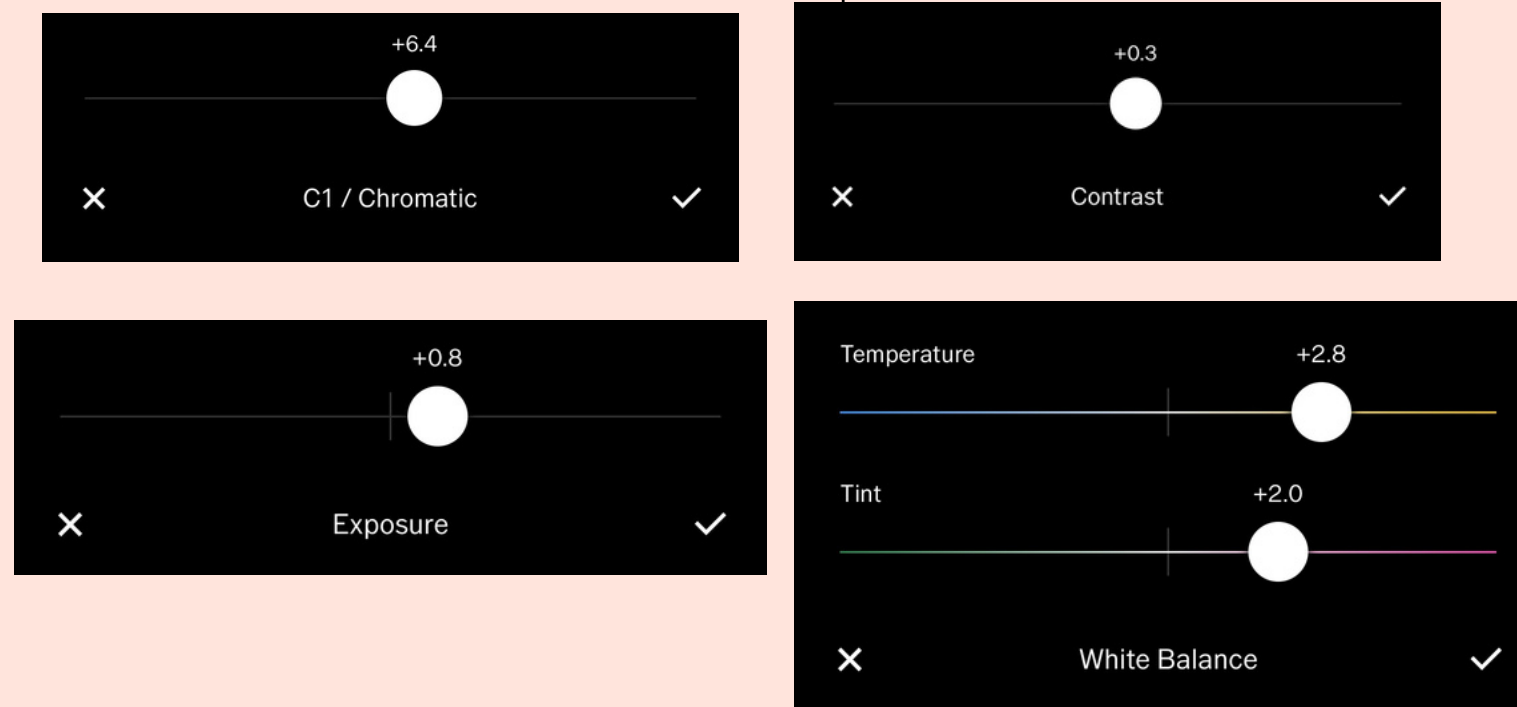 +6.4
C1 / Chromatic
+0.3
Contrast
+0.8
Exposure
Temperature +2.8
Tint +2.0
White Balance